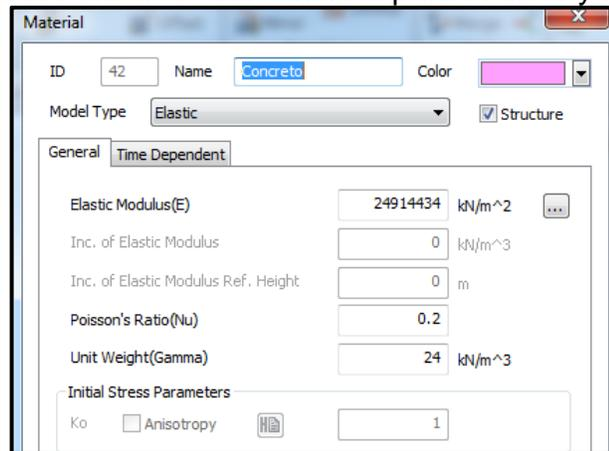 Material
ID 42 Name Concreto Color
Model Type Elastic Structure
General Time Dependent
Elastic Modulus(E) 24914434 kN/m^2 ...
Inc. of Elastic Modulus 0 kN/m^3
Inc. of Elastic Modulus Ref. Height 0 m
Poisson's Ratio(Nu) 0.2
Unit Weight(Gamma) 24 kN/m^3
Initial Stress Parameters
Ko Anisotropy 1